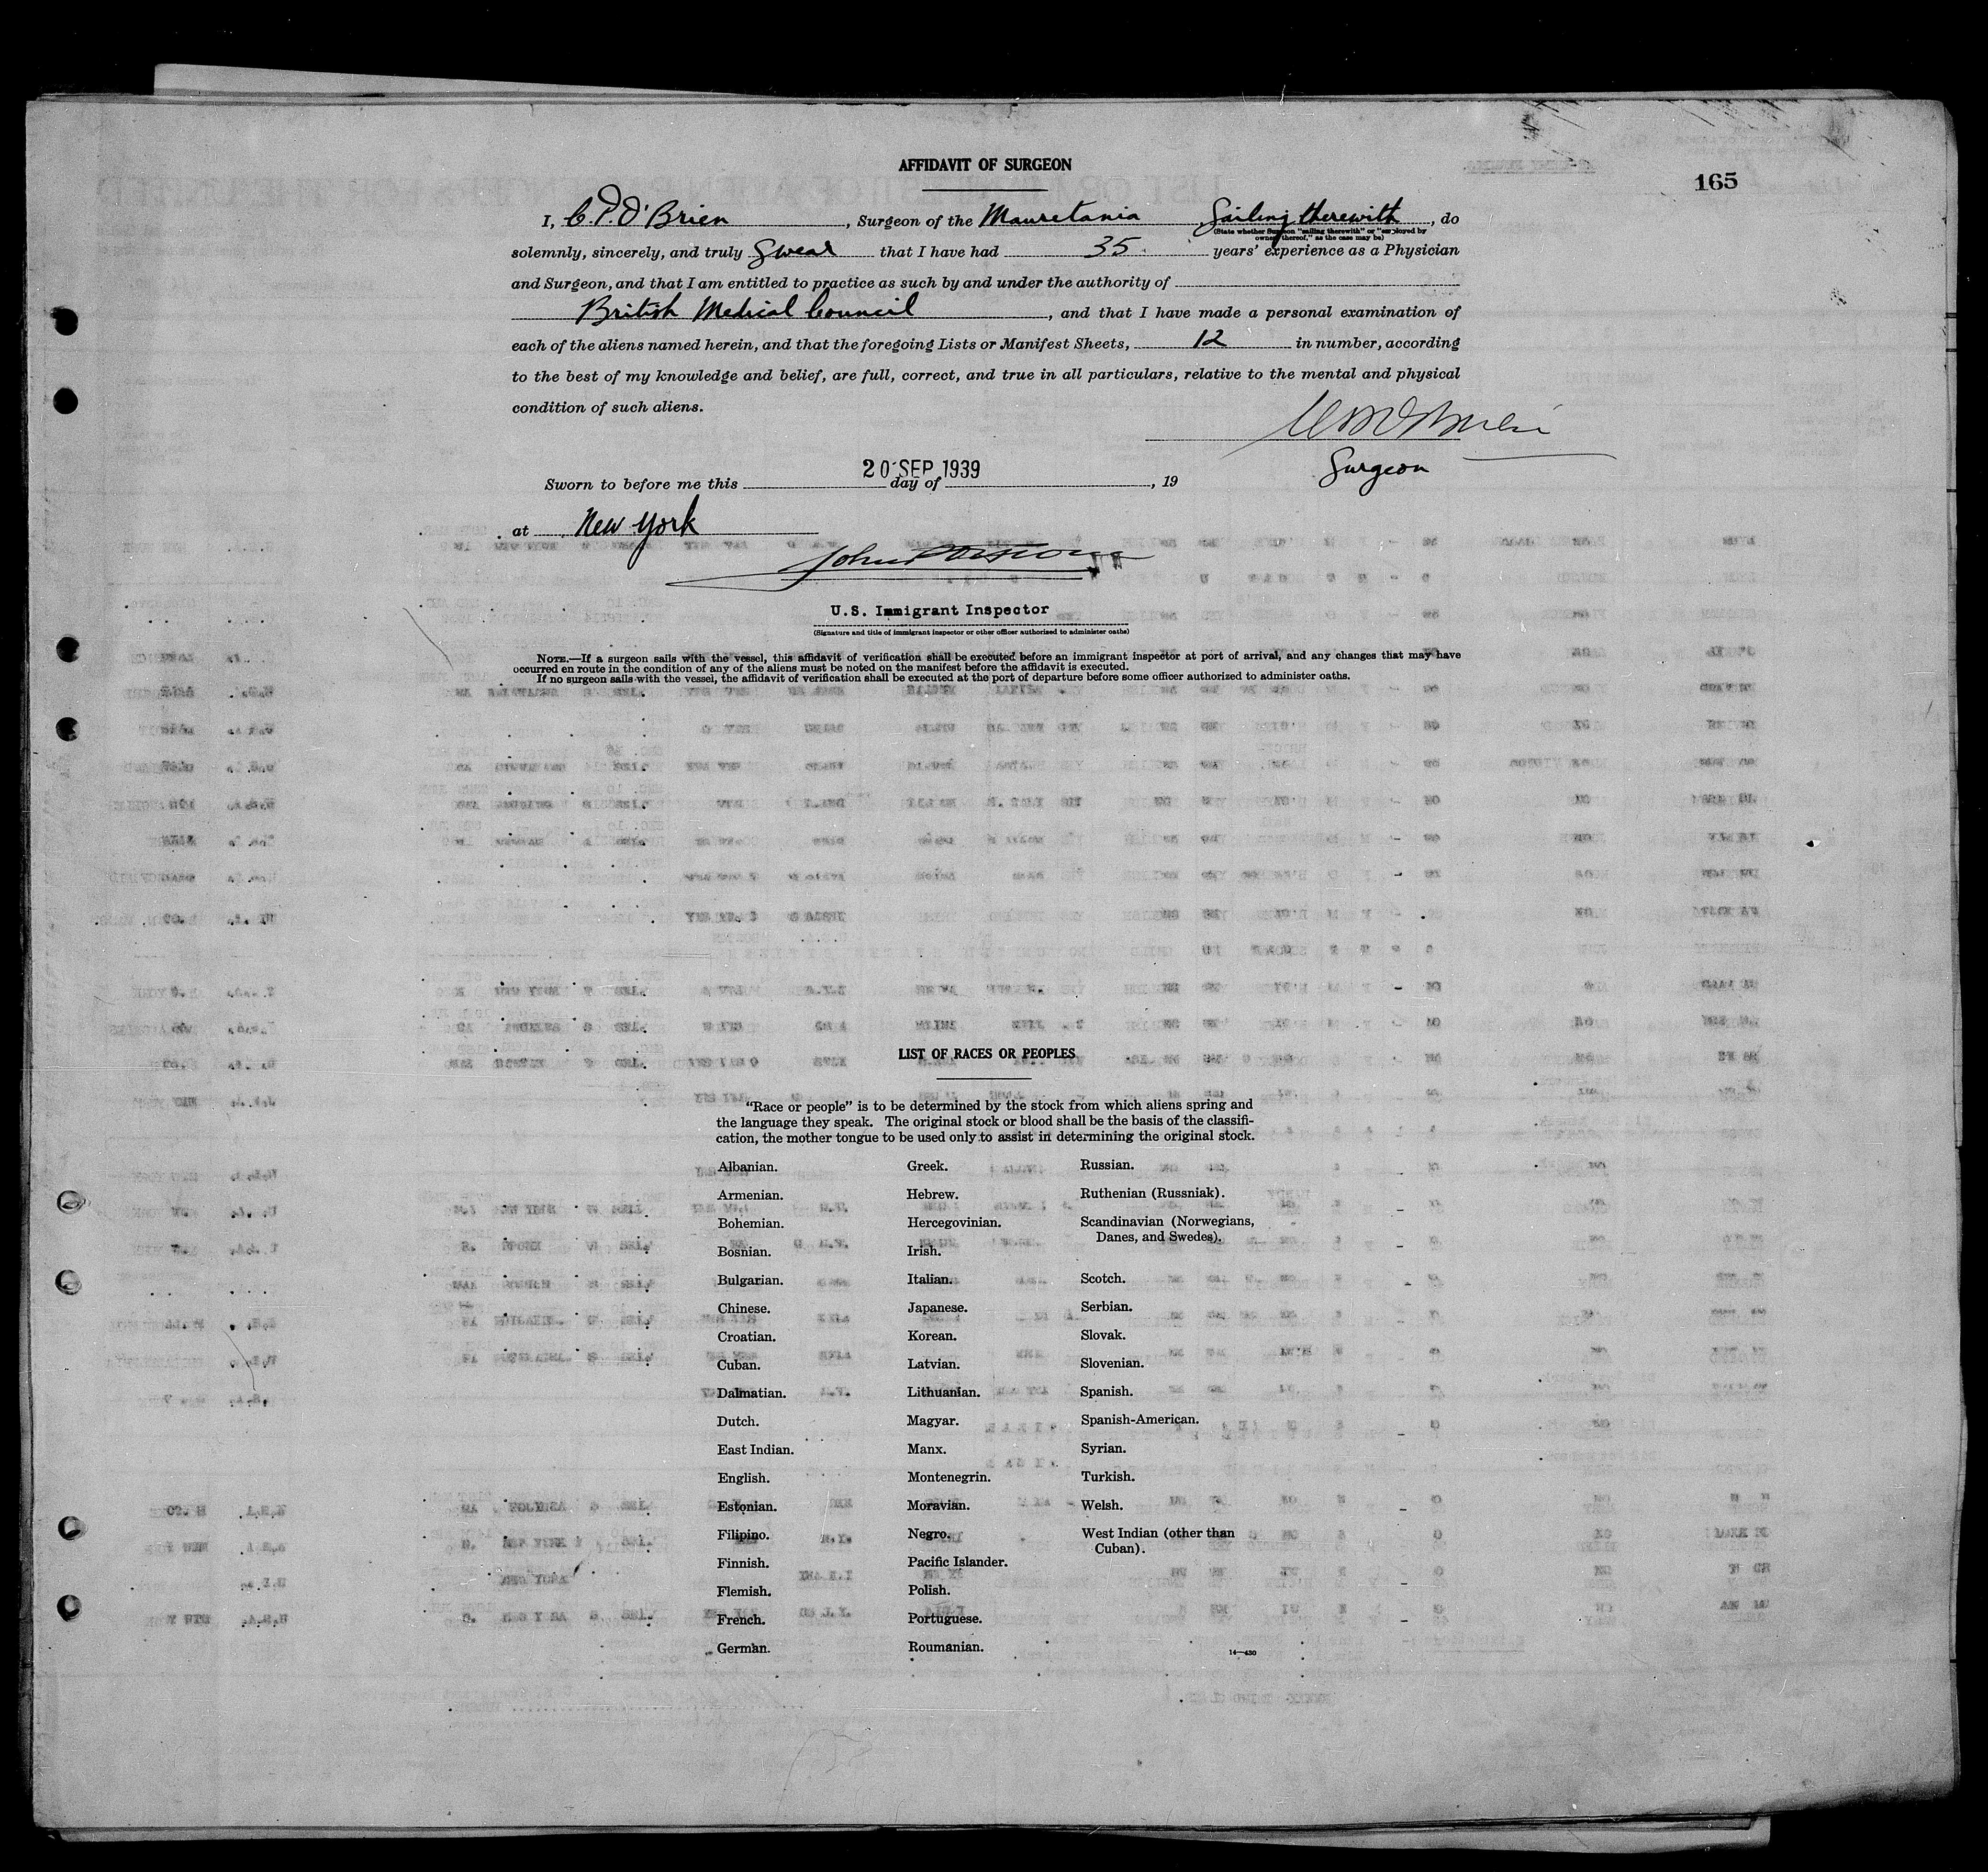 165
AFFIDAVIT OF SURGEON
I, C.P. O'Brien, Surgeon of the Mauretania, Sailing therewith, do
(State whether Surgeon "sailing therewith" or "employed by
owners thereof," as the case may be)
solemnly, sincerely, and truly Swear that I have had 35 years' experience as a Physician
and Surgeon, and that I am entitled to practice as such by and under the authority of
British Medical Council, and that I have made a personal examination of
each of the aliens named herein, and that the foregoing Lists or Manifest Sheets, 12 in number, according
to the best of my knowledge and belief, are full, correct, and true in all particulars, relative to the mental and physical
condition of such aliens.
Surgeon
20 SEP 1939
Sworn to before me this day of , 19
at New York
U.S. Immigrant Inspector
(Signature and title of immigrant inspector or other officer authorized to administer oaths)
NOTE.—If a surgeon sails with the vessel, this affidavit of verification shall be executed before an immigrant inspector at port of arrival, and any changes that may have
occurred en route in the condition of any of the aliens must be noted on the manifest before the affidavit is executed.
If no surgeon sails with the vessel, the affidavit of verification shall be executed at the port of departure before some officer authorized to administer oaths.
LIST OF RACES OR PEOPLES
"Race or people" is to be determined by the stock from which aliens spring and
the language they speak. The original stock or blood shall be the basis of the classifi-
cation, the mother tongue to be used only to assist in determining the original stock.
Albanian.
Armenian.
Bohemian.
Bosnian.
Bulgarian.
Chinese.
Croatian.
Cuban.
Dalmatian.
Dutch.
East Indian.
English.
Estonian.
Filipino.
Finnish.
Flemish.
French.
German.
Greek.
Hebrew.
Hercegovinian.
Irish.
Italian.
Japanese.
Korean.
Latvian.
Lithuanian.
Magyar.
Manx.
Montenegrin.
Moravian.
Negro.
Pacific Islander.
Polish.
Portuguese.
Roumanian.
Russian.
Ruthenian (Russniak).
Scandinavian (Norwegians,
Danes, and Swedes).
Scotch.
Serbian.
Slovak.
Slovenian.
Spanish.
Spanish-American.
Syrian.
Turkish.
Welsh.
West Indian (other than
Cuban).
14—430